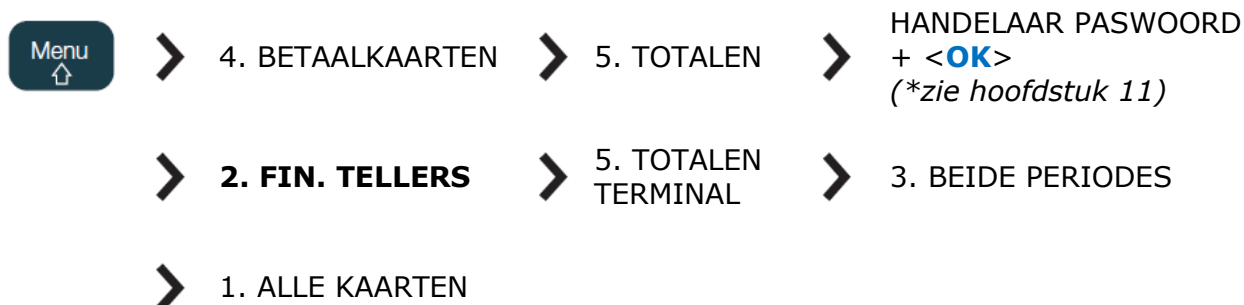 Menu
4. BETAALKAARTEN
5. TOTALEN
HANDELAAR PASWOORD
+ <OK>
(*zie hoofdstuk 11)
2. FIN. TELLERS
5. TOTALEN
TERMINAL
3. BEIDE PERIODES
1. ALLE KAARTEN